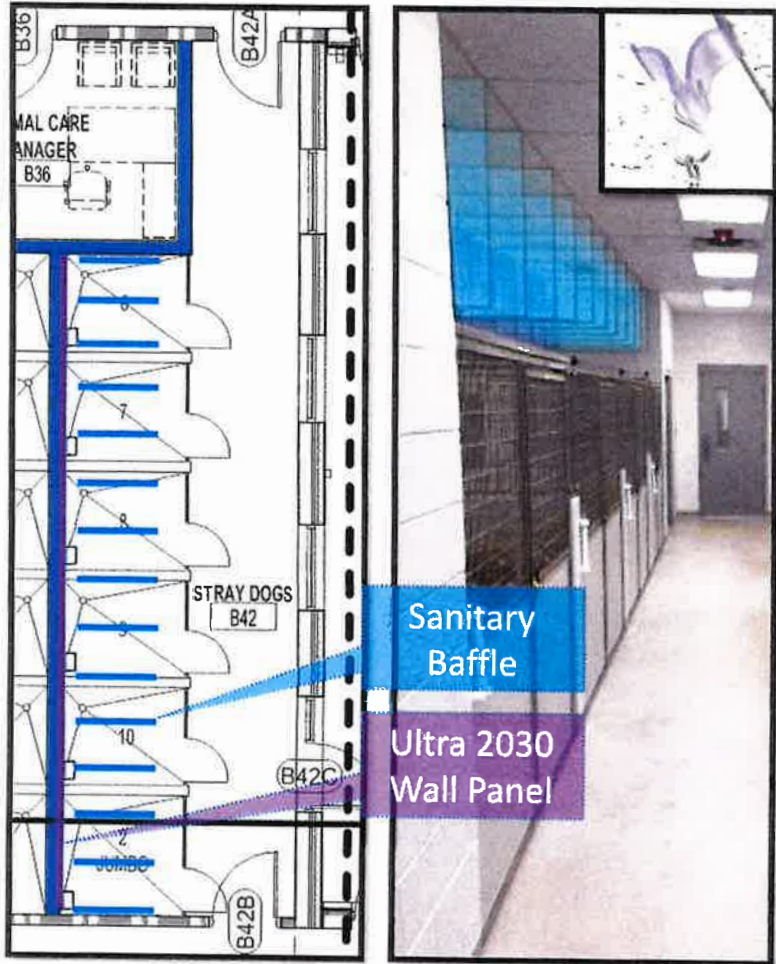 B36
B42A
MAL CARE
ANAGER
B36
6
7
8
9
STRAY DOGS
B42
10
B42C
2
JUMBO
B42B
Sanitary
Baffle
Ultra 2030
Wall Panel